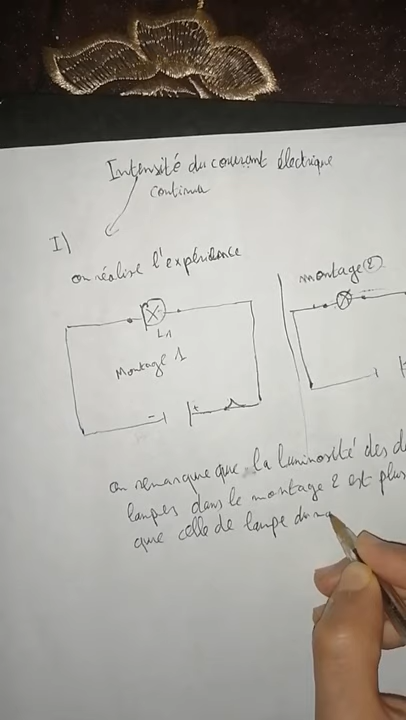 Intensité du courant électrique
continu
I)
on réalise l'expérience
montage(2)
L1
Montage 1
- +
on remarque que la luminosité des d
lampes dans le montage 2 est plus
que celle de lampe du